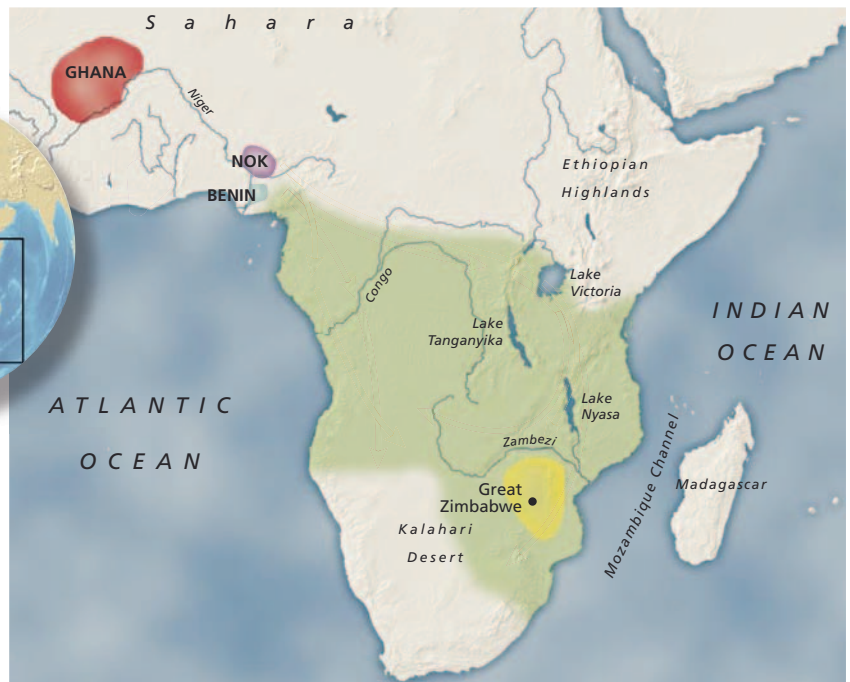 Sahara
GHANA
Niger
NOK
BENIN
Ethiopian
Highlands
Congo
Lake
Victoria
INDIAN
OCEAN
Lake
Tanganyika
ATLANTIC
OCEAN
Lake
Nyasa
Zambezi
Great
Zimbabwe
Madagascar
Mozambique Channel
Kalahari
Desert